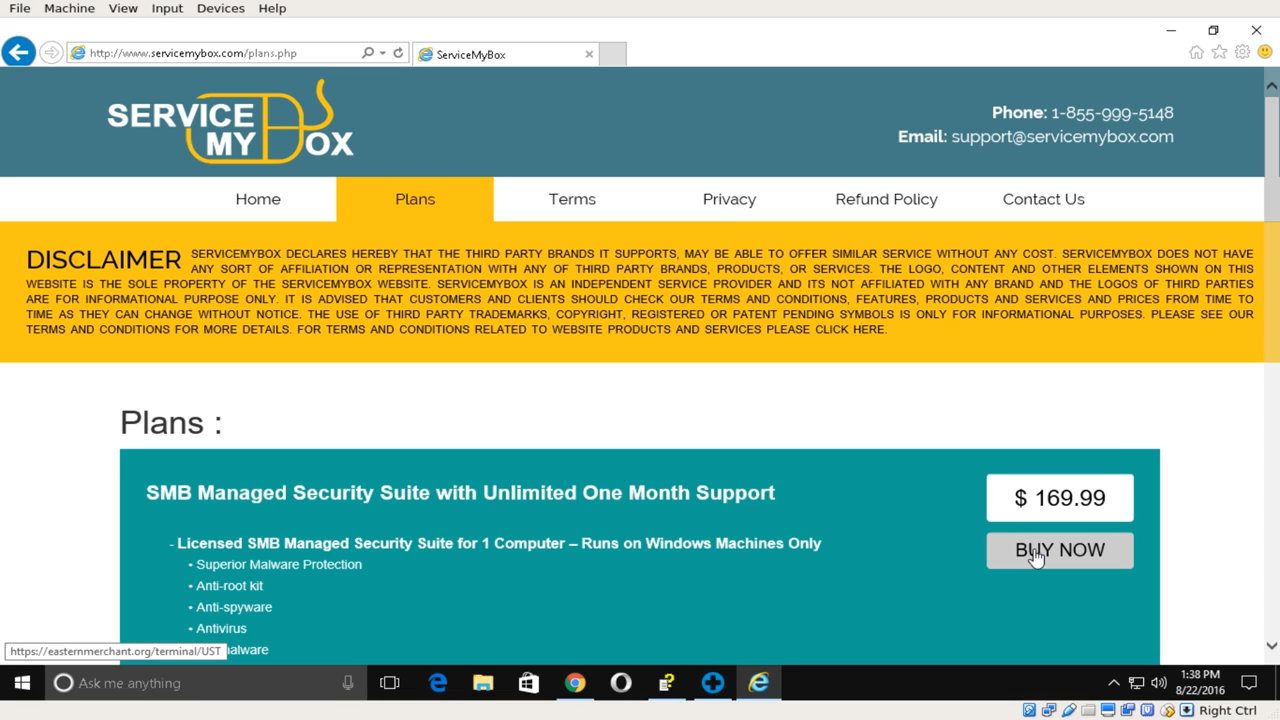 File Machine View Input Devices Help
http://www.servicemybox.com/plans.php
ServiceMyBox
SERVICE
MY BOX
Phone: 1-855-999-5148
Email: support@servicemybox.com
Home Plans Terms Privacy Refund Policy Contact Us
DISCLAIMER SERVICEMYBOX DECLARES HEREBY THAT THE THIRD PARTY BRANDS IT SUPPORTS, MAY BE ABLE TO OFFER SIMILAR SERVICE WITHOUT ANY COST. SERVICEMYBOX DOES NOT HAVE
ANY SORT OF AFFILIATION OR REPRESENTATION WITH ANY OF THIRD PARTY BRANDS, PRODUCTS, OR SERVICES. THE LOGO, CONTENT AND OTHER ELEMENTS SHOWN ON THIS
WEBSITE IS THE SOLE PROPERTY OF THE SERVICEMYBOX WEBSITE. SERVICEMYBOX IS AN INDEPENDENT SERVICE PROVIDER AND ITS NOT AFFILIATED WITH ANY BRAND AND THE LOGOS OF THIRD PARTIES
ARE FOR INFORMATIONAL PURPOSE ONLY. IT IS ADVISED THAT CUSTOMERS AND CLIENTS SHOULD CHECK OUR TERMS AND CONDITIONS, FEATURES, PRODUCTS AND SERVICES AND PRICES FROM TIME TO
TIME AS THEY CAN CHANGE WITHOUT NOTICE. THE USE OF THIRD PARTY TRADEMARKS, COPYRIGHT, REGISTERED OR PATENT PENDING SYMBOLS IS ONLY FOR INFORMATIONAL PURPOSES. PLEASE SEE OUR
TERMS AND CONDITIONS FOR MORE DETAILS. FOR TERMS AND CONDITIONS RELATED TO WEBSITE PRODUCTS AND SERVICES PLEASE CLICK HERE.
Plans :
SMB Managed Security Suite with Unlimited One Month Support
$ 169.99
- Licensed SMB Managed Security Suite for 1 Computer – Runs on Windows Machines Only
BUY NOW
• Superior Malware Protection
• Anti-root kit
• Anti-spyware
• Antivirus
https://easternmerchant.org/terminal/UST
alware
Ask me anything
1:38 PM
8/22/2016
Right Ctrl